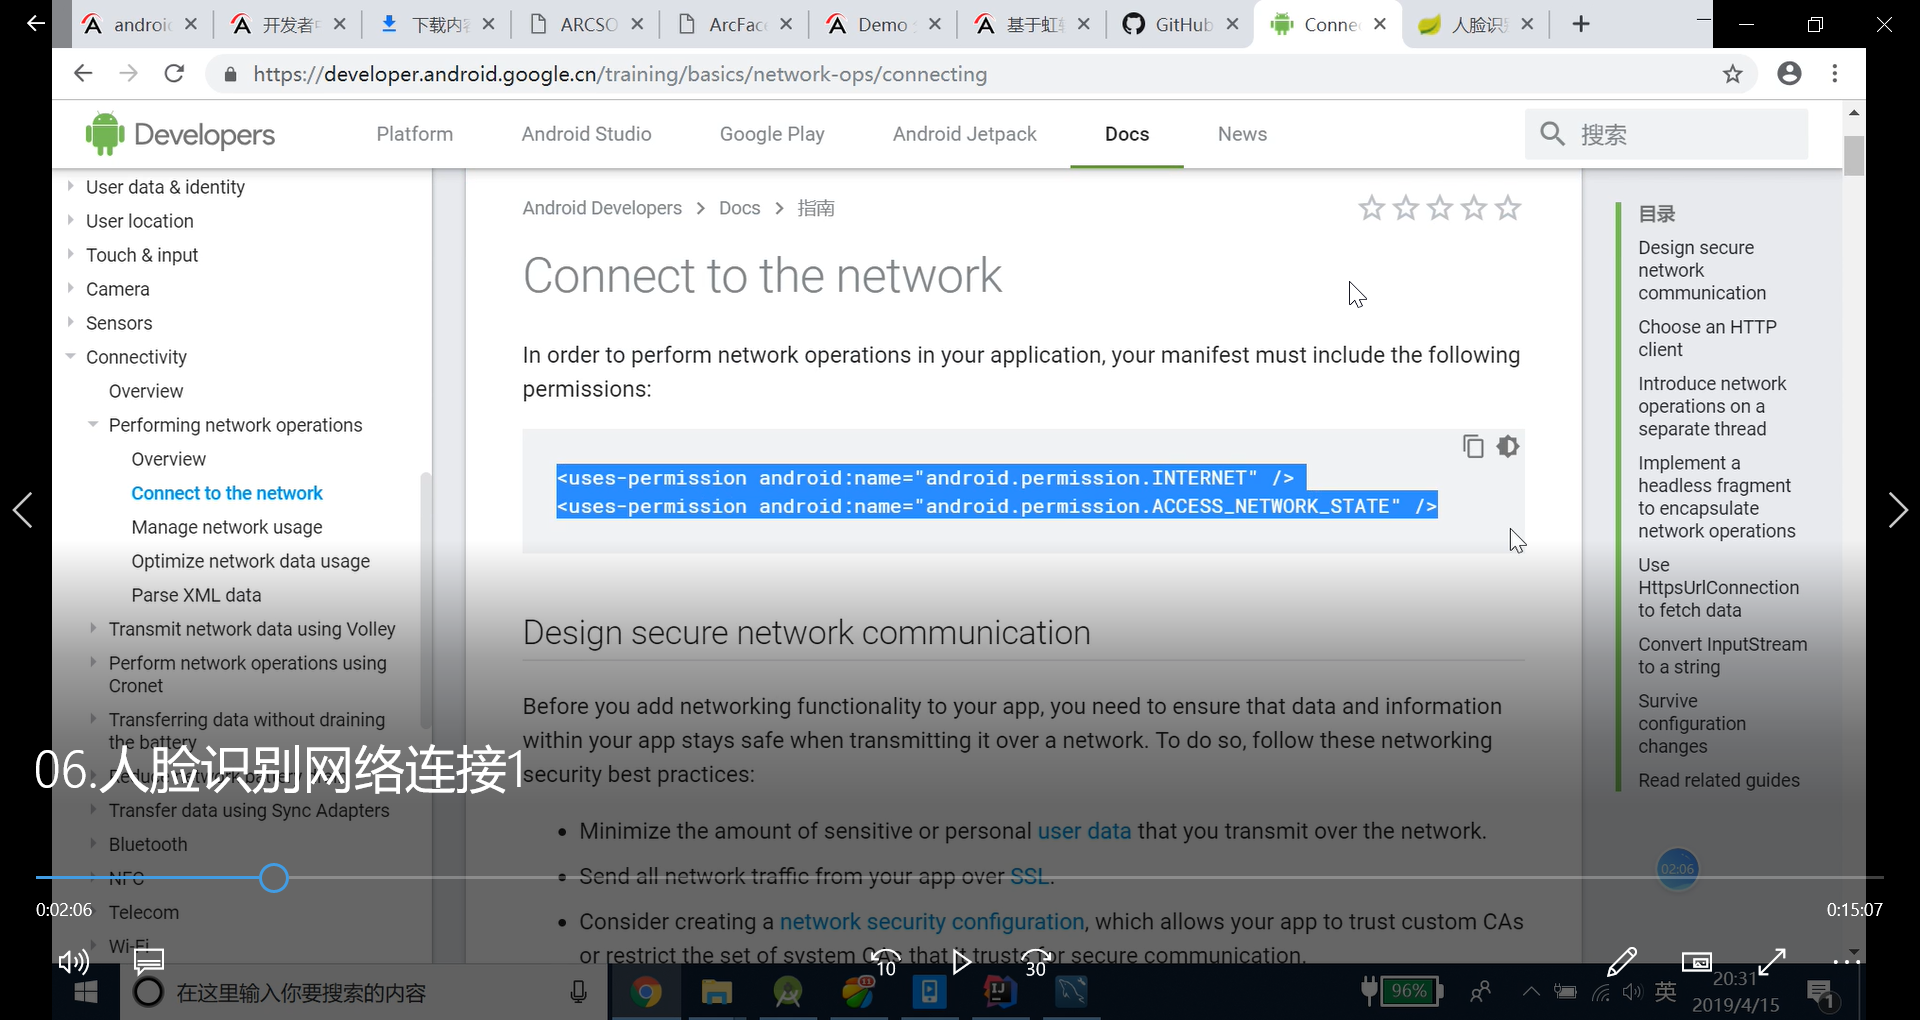 androi
开发者
下载内
ARCSO
ArcFac
Demo
基于虹
GitHub
Conne
人脸识
https://developer.android.google.cn/training/basics/network-ops/connecting
Developers
Platform
Android Studio
Google Play
Android Jetpack
Docs
News
搜索
User data & identity
User location
Touch & input
Camera
Sensors
Connectivity
Overview
Performing network operations
Overview
Connect to the network
Manage network usage
Optimize network data usage
Parse XML data
Transmit network data using Volley
Perform network operations using
Cronet
Transferring data without draining
the battery
Transfer data using Sync Adapters
Bluetooth
NFC
Telecom
Wi-Fi
Android Developers > Docs > 指南
Connect to the network
In order to perform network operations in your application, your manifest must include the following
permissions:
<uses-permission android:name="android.permission.INTERNET" />
<uses-permission android:name="android.permission.ACCESS_NETWORK_STATE" />
Design secure network communication
Before you add networking functionality to your app, you need to ensure that data and information
within your app stays safe when transmitting it over a network. To do so, follow these networking
security best practices:
• Minimize the amount of sensitive or personal user data that you transmit over the network.
• Send all network traffic from your app over SSL.
• Consider creating a network security configuration, which allows your app to trust custom CAs
or restrict the set of system CAs that it trusts for secure communication.
目录
Design secure
network
communication
Choose an HTTP
client
Introduce network
operations on a
separate thread
Implement a
headless fragment
to encapsulate
network operations
Use
HttpsUrlConnection
to fetch data
Convert InputStream
to a string
Survive
configuration
changes
Read related guides
06.人脸识别网络连接1
02:06
0:02:06
0:15:07
10
30
在这里输入你要搜索的内容
11
IJ
96%
英
20:31
2019/4/15
1